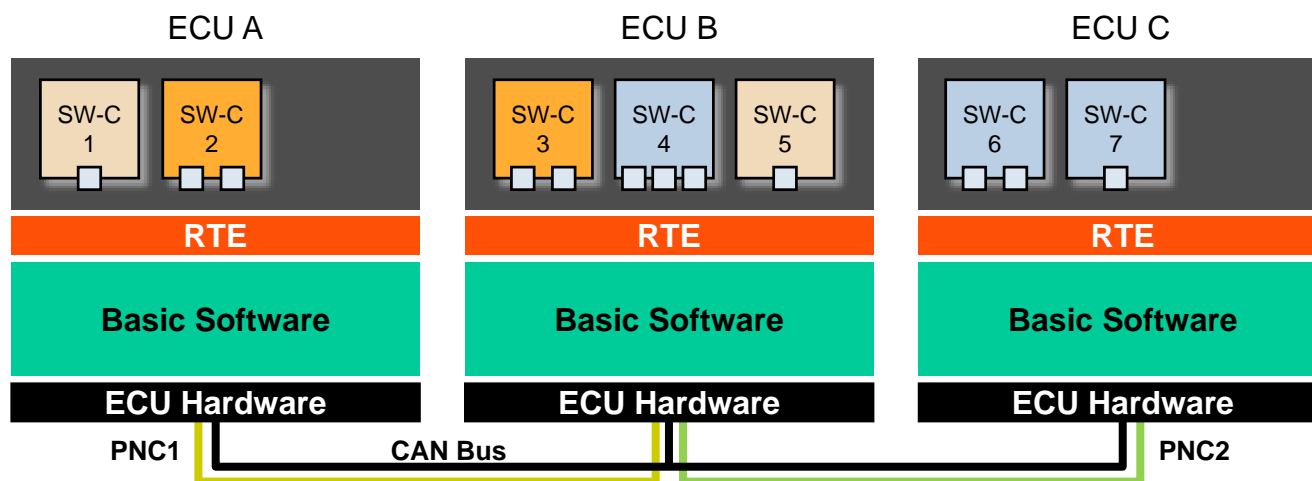 ECU A
ECU B
ECU C
SW-C
1
SW-C
2
SW-C
3
SW-C
4
SW-C
5
SW-C
6
SW-C
7
RTE
RTE
RTE
Basic Software
Basic Software
Basic Software
ECU Hardware
ECU Hardware
ECU Hardware
PNC1
CAN Bus
PNC2